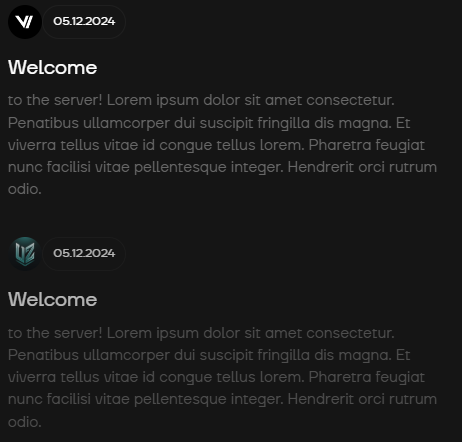 05.12.2024
Welcome
to the server! Lorem ipsum dolor sit amet consectetur.
Penatibus ullamcorper dui suscipit fringilla dis magna. Et
viverra tellus vitae id congue tellus lorem. Pharetra feugiat
nunc facilisi vitae pellentesque integer. Hendrerit orci rutrum
odio.
05.12.2024
Welcome
to the server! Lorem ipsum dolor sit amet consectetur.
Penatibus ullamcorper dui suscipit fringilla dis magna. Et
viverra tellus vitae id congue tellus lorem. Pharetra feugiat
nunc facilisi vitae pellentesque integer. Hendrerit orci rutrum
odio.